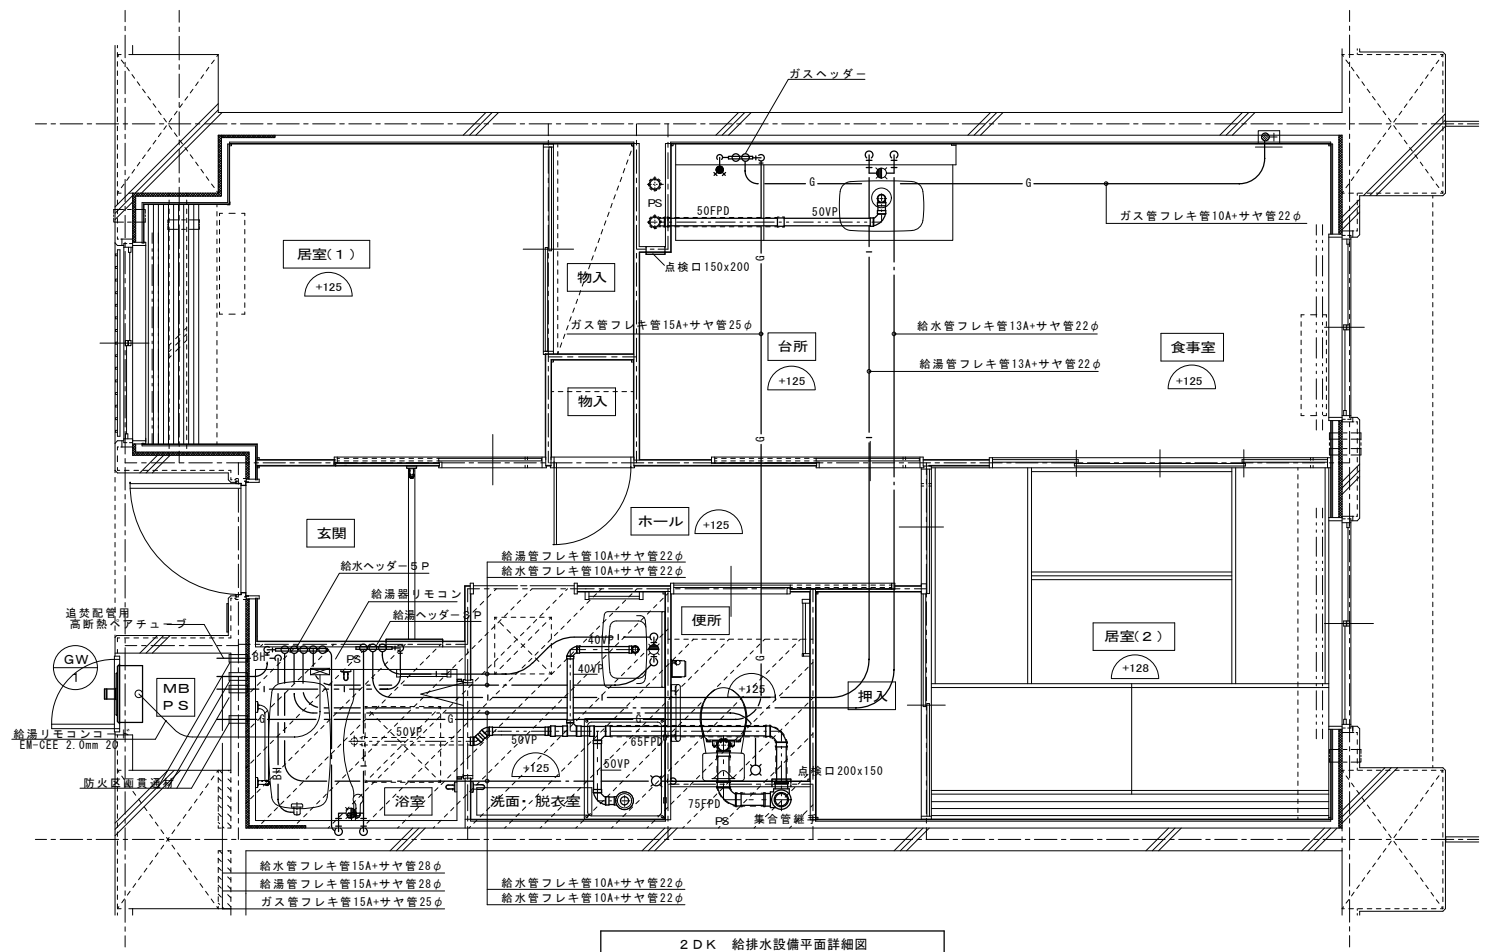 ガスヘッダー
G
G
PS
50FPD
50VP
ガス管フレキ管10A+サヤ管22φ
居室(1)
+125
点検口150x200
物入
G
ガス管フレキ管15A+サヤ管25φ
給水管フレキ管13A+サヤ管22φ
台所
食事室
給湯管フレキ管13A+サヤ管22φ
+125
+125
物入
G
玄関
ホール
+125
給湯管フレキ管10A+サヤ管22φ
給水管フレキ管10A+サヤ管22φ
給水ヘッダー5P
給湯器リモコン
給湯ヘッダー3P
追焚配管用
高断熱ペアチューブ
便所
居室(2)
+128
GW
1
BH
PS
40VP
40VP
G
MB
PS
+125
押入
G
G
G
給湯リモコンコード
EM-CEE 2.0mm 2C
50VP
50VP
65FPD
BH
+125
50VP
点検口200x150
防火区画貫通材
浴室
洗面・脱衣室
75FPD
PS
集合管継手
給水管フレキ管15A+サヤ管28φ
給湯管フレキ管15A+サヤ管28φ
ガス管フレキ管15A+サヤ管25φ
給水管フレキ管10A+サヤ管22φ
給水管フレキ管10A+サヤ管22φ
2DK 給排水設備平面詳細図